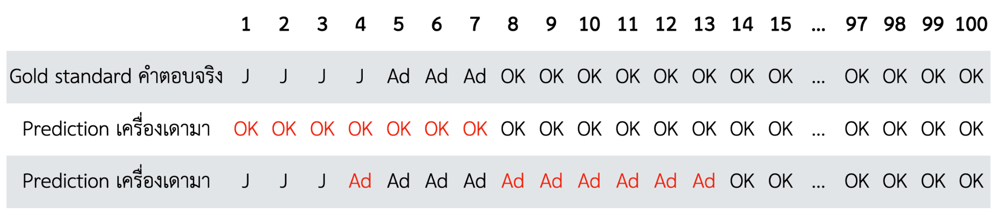 1 2 3 4 5 6 7 8 9 10 11 12 13 14 15 ... 97 98 99 100
Gold standard คำตอบจริง J J J J Ad Ad Ad OK OK OK OK OK OK OK OK ... OK OK OK OK
Prediction เครื่องเดามา OK OK OK OK OK OK OK OK OK OK OK OK OK OK OK ... OK OK OK OK
Prediction เครื่องเดามา J J J Ad Ad Ad Ad Ad Ad Ad Ad Ad Ad OK OK ... OK OK OK OK